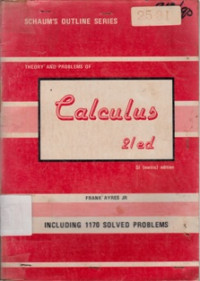 SCHAUM'S OUTLINE SERIES
2581
THEORY AND PROBLEMS OF
Calculus
2/ed
SI (metric) edition
FRANK AYRES JR
INCLUDING 1175 SOLVED PROBLEMS